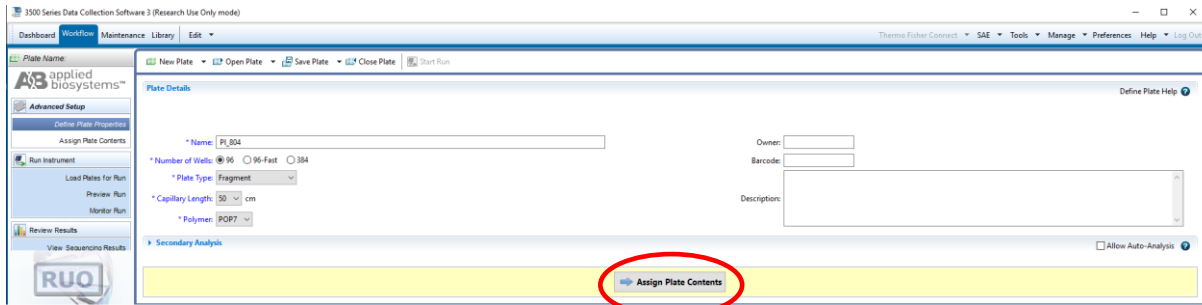 3500 Series Data Collection Software 3 (Research Use Only mode)
Dashboard Workflow Maintenance Library Edit
Thermo Fisher Connect SAE Tools Manage Preferences Help Log Out
Plate Name:
AB applied biosystems™
New Plate Open Plate Save Plate Close Plate Start Run
Advanced Setup
Define Plate Properties
Assign Plate Contents
Run Instrument
Load Plates for Run
Preview Run
Monitor Run
Review Results
View Sequencing Results
RUO
Plate Details
Define Plate Help
* Name: PI_804
Owner:
* Number of Wells: 96 96-Fast 384
Barcode:
* Plate Type: Fragment
Description:
* Capillary Length: 50 cm
* Polymer: POP7
Secondary Analysis
Allow Auto-Analysis
Assign Plate Contents